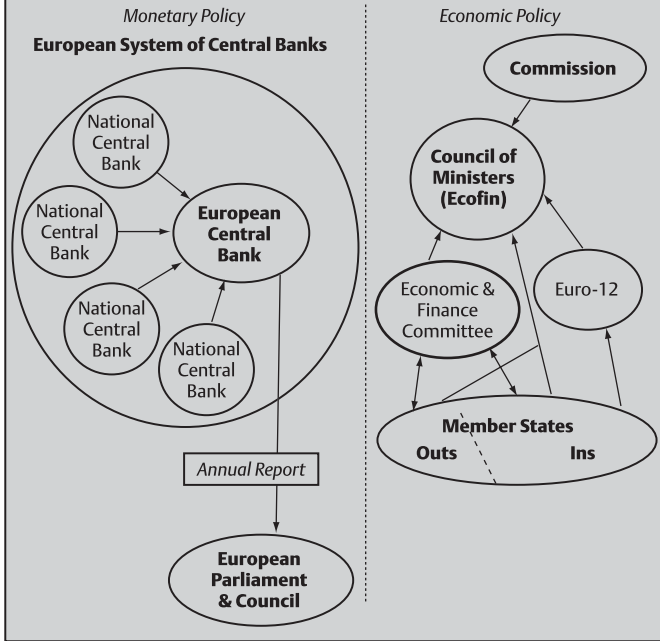 Monetary Policy
European System of Central Banks
National
Central
Bank
National
Central
Bank
European
Central
Bank
National
Central
Bank
National
Central
Bank
Annual Report
European
Parliament
& Council
Economic Policy
Commission
Council of
Ministers
(Ecofin)
Economic &
Finance
Committee
Euro-12
Member States
Outs
Ins